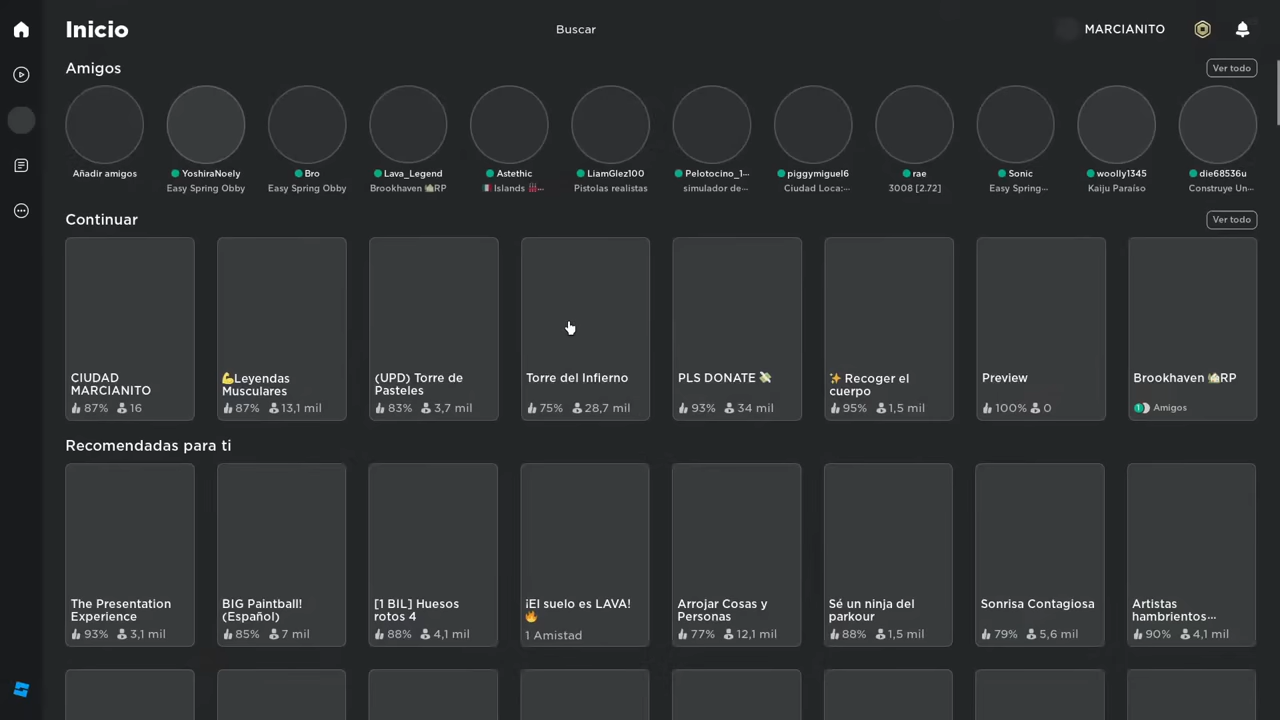 Inicio
Buscar
MARCIANITO
Amigos
Ver todo
Añadir amigos
YoshiraNoely
Easy Spring Obby
Bro
Easy Spring Obby
Lava_Legend
Brookhaven 🏡RP
Astethic
🇲🇽 Islands
LiamGlez100
Pistolas realistas
Pelotocino_1...
simulador de...
piggymiguel6
Ciudad Loca:...
rae
3008 [2.72]
Sonic
Easy Spring...
woolly1345
Kaiju Paraíso
die68536u
Construye Un...
Continuar
Ver todo
CIUDAD
MARCIANITO
87% 16
💪Leyendas
Musculares
87% 13,1 mil
(UPD) Torre de
Pasteles
83% 3,7 mil
Torre del Infierno
75% 28,7 mil
PLS DONATE 💸
93% 34 mil
✨ Recoger el
cuerpo
95% 1,5 mil
Preview
100% 0
Brookhaven 🏡RP
1 Amigos
Recomendadas para ti
The Presentation
Experience
93% 3,1 mil
BIG Paintball!
(Español)
85% 7 mil
[1 BIL] Huesos
rotos 4
88% 4,1 mil
¡El suelo es LAVA!
🔥
1 Amistad
Arrojar Cosas y
Personas
77% 12,1 mil
Sé un ninja del
parkour
88% 1,5 mil
Sonrisa Contagiosa
79% 5,6 mil
Artistas
hambrientos...
90% 4,1 mil